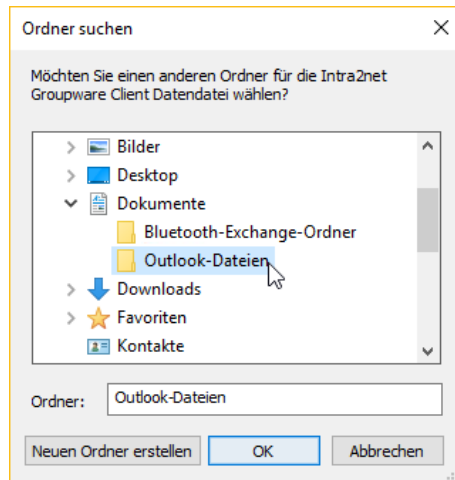 Ordner suchen
Möchten Sie einen anderen Ordner für die Intra2net
Groupware Client Datendatei wählen?
Bilder
Desktop
Dokumente
Bluetooth-Exchange-Ordner
Outlook-Dateien
Downloads
Favoriten
Kontakte
Ordner: Outlook-Dateien
Neuen Ordner erstellen OK Abbrechen